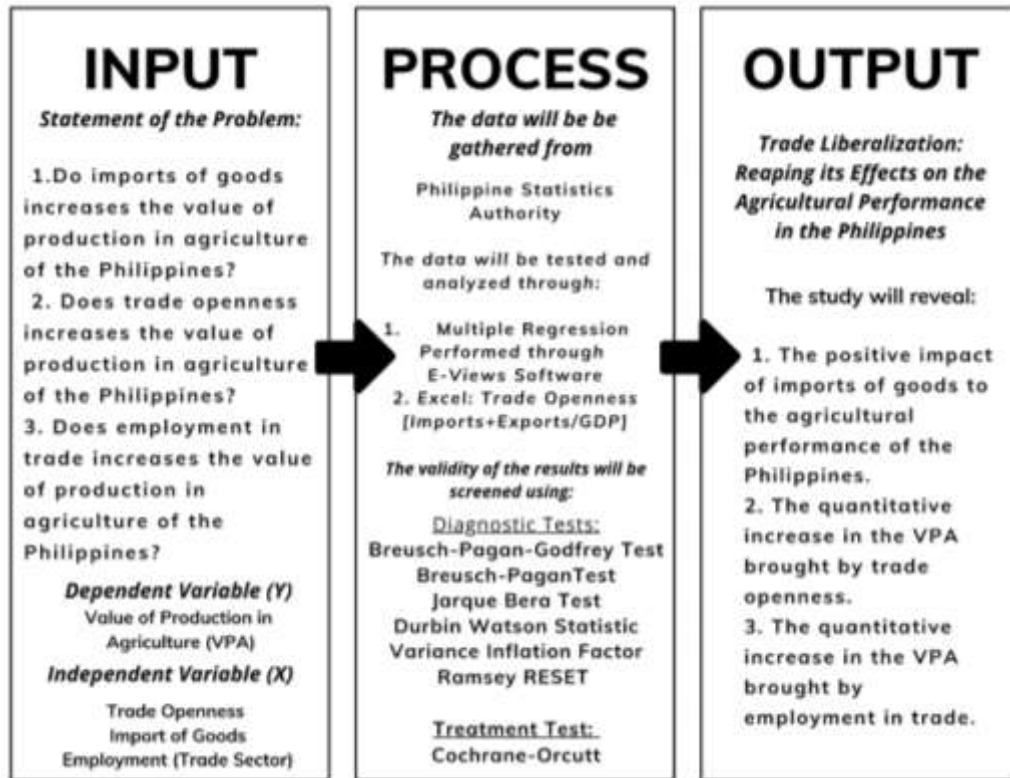 INPUT
Statement of the Problem:
1.Do imports of goods
increases the value of
production in agriculture
of the Philippines?
2. Does trade openness
increases the value of
production in agriculture
of the Philippines?
3. Does employment in
trade increases the value
of production in
agriculture of the
Philippines?
Dependent Variable (Y)
Value of Production in
Agriculture (VPA)
Independent Variable (X)
Trade Openness
Import of Goods
Employment (Trade Sector)
PROCESS
The data will be be
gathered from
Philippine Statistics
Authority
The data will be tested and
analyzed through:
1. Multiple Regression
Performed through
E-Views Software
2. Excel: Trade Openness
[Imports+Exports/GDP]
The validity of the results will be
screened using:
Diagnostic Tests:
Breusch-Pagan-Godfrey Test
Breusch-PaganTest
Jarque Bera Test
Durbin Watson Statistic
Variance Inflation Factor
Ramsey RESET
Treatment Test:
Cochrane-Orcutt
OUTPUT
Trade Liberalization:
Reaping its Effects on the
Agricultural Performance
in the Philippines
The study will reveal:
1. The positive impact
of imports of goods to
the agricultural
performance of the
Philippines.
2. The quantitative
increase in the VPA
brought by trade
openness.
3. The quantitative
increase in the VPA
brought by
employment in trade.